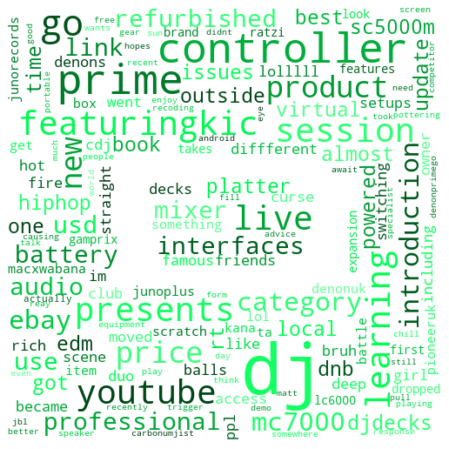 free
wants
go
refurbished
best
look
sc5000m
screen
junorecords
good
denons
time
link
gear
sun
didnt
brand
ratzi
controller
hopes
recent
issues
lolllll
features
update
competitor
on
portable
box
went
prime
outside
product
recoding
enjoy
eye
need
setups
took
pottering
featuringkic
virtual
session
get
much
new
cdj
book
takes
diffferent
almost
android
people
causing
hot
fire
decks
platter
curse
await
owner
switching
powered
introduction
hiphop
straight
mixer
something
fill
advice
live
one
usd
battery
talk
gamprix
macxwabana
im
famous
friends
interfaces
expansion
specialist
denonprimego
including
audio
actually
club
junoplus
world
presents
category
learning
denonuk
pioneeruk
ebay
rich
edm
scene
moved
scratch
rt
kana
lol
ta
local
chill
still
battle
use
price
like
bruh
dnb
first
girl
even
item
duo
balls
dj
day
think
play
form
equipment
reay
got
became
youtube
access
deep
lc6000
dropped
pull
playing
recently
trigger
demo
matt
professional
ppl
mc7000
djdecks
jbl
better
speaker
carbonumjist
somewhere
response